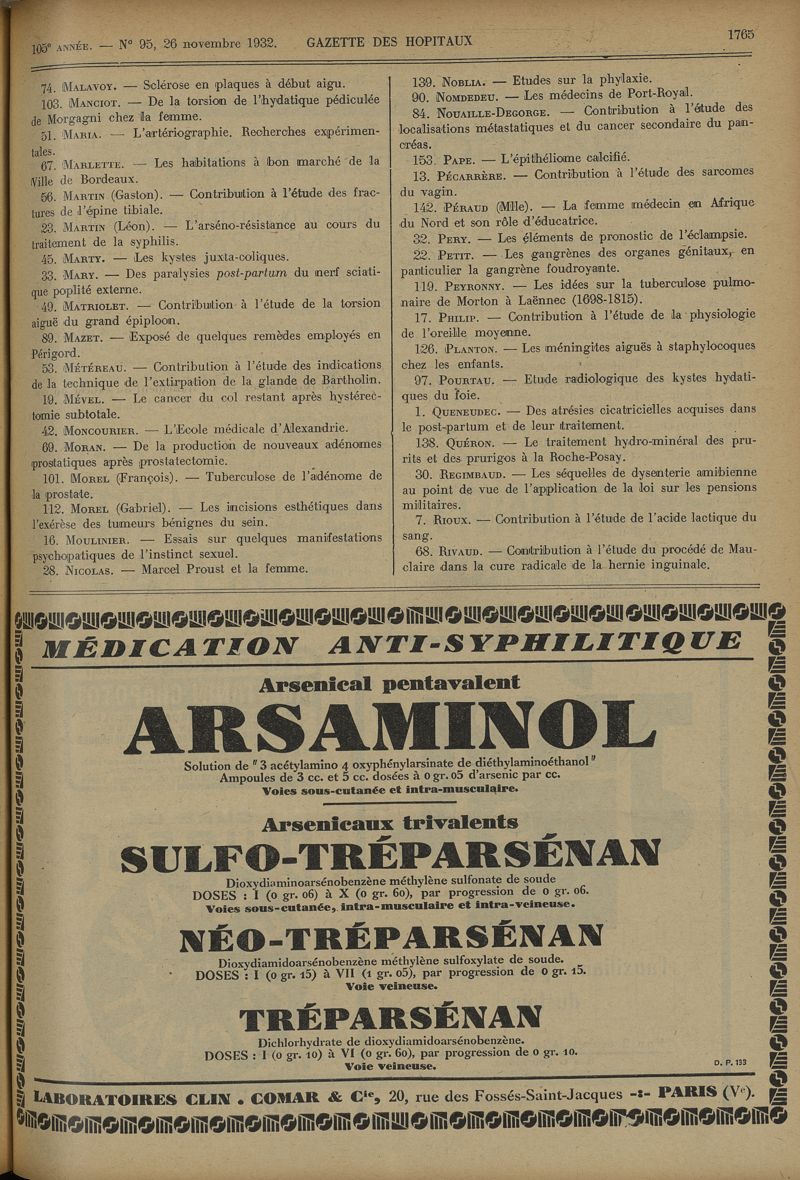 105e ANNÉE. — N° 95, 26 novembre 1932. GAZETTE DES HOPITAUX 1765
74. MALAVOY. — Sclérose en plaques à début aigu.
103. MANCIOT. — De la torsion de l'hydatique pédiculée
de Morgagni chez la femme.
51. MARIA. — L'artériographie. Recherches expérimen-
tales.
67. MARLETTE. — Les habitations à bon marché de la
Ville de Bordeaux.
56. MARTIN (Gaston). — Contribution à l'étude des frac-
tures de l'épine tibiale.
23. MARTIN (Léon). — L'arséno-résistance au cours du
traitement de la syphilis.
45. MARTY. — Les kystes juxta-coliques.
33. MARY. — Des paralysies post-partum du nerf sciati-
que poplité externe.
49. MATRIOLET. — Contribution à l'étude de la torsion
aiguë du grand épiploon.
89. MAZET. — Exposé de quelques remèdes employés en
Périgord.
53. MÉTÉREAU. — Contribution à l'étude des indications
de la technique de l'extirpation de la glande de Bartholin.
19. MÉVEL. — Le cancer du col restant après hystérec-
tomie subtotale.
42. MONCOURIER. — L'Ecole médicale d'Alexandrie.
69. MORAN. — De la production de nouveaux adénomes
prostatiques après prostatectomie.
101. MOREL (François). — Tuberculose de l'adénome de
la prostate.
112. MOREL (Gabriel). — Les incisions esthétiques dans
l'exérèse des tumeurs bénignes du sein.
16. MOULINIER. — Essais sur quelques manifestations
psychopatiques de l'instinct sexuel.
28. NICOLAS. — Marcel Proust et la femme.
139. NOBLIA. — Etudes sur la phylaxie.
90. NOMDEDEU. — Les médecins de Port-Royal.
84. NOUAILLE-DEGORGE. — Contribution à l'étude des
localisations métastatiques et du cancer secondaire du pan-
créas.
153. PAPE. — L'épithéliome calcifié.
13. PÉCARRÈRE. — Contribution à l'étude des sarcomes
du vagin.
142. PÉRAUD (Mlle). — La femme médecin en Afrique
du Nord et son rôle d'éducatrice.
32. PERY. — Les éléments de pronostic de l'éclampsie.
22. PETIT. — Les gangrènes des organes génitaux, en
particulier la gangrène foudroyante.
119. PEYRONNY. — Les idées sur la tuberculose pulmo-
naire de Morton à Laënnec (1698-1815).
17. PHILIP. — Contribution à l'étude de la physiologie
de l'oreille moyenne.
126. PLANTON. — Les méningites aiguës à staphylocoques
chez les enfants.
97. POURTAU. — Etude radiologique des kystes hydati-
ques du foie.
1. QUENEUDEC. — Des atrésies cicatricielles acquises dans
le post-partum et de leur traitement.
138. QUÉRON. — Le traitement hydro-minéral des pru-
rits et des prurigos à la Roche-Posay.
30. REGIMBAUD. — Les séquelles de dysenterie amibienne
au point de vue de l'application de la loi sur les pensions
militaires.
7. RIOUX. — Contribution à l'étude de l'acide lactique du
sang.
68. RIVAUD. — Contribution à l'étude du procédé de Mau-
claire dans la cure radicale de la hernie inguinale.
MÉDICATION ANTI-SYPHILITIQUE
Arsenical pentavalent
ARSAMINOL
Solution de "3 acétylamino 4 oxyphénylarsinate de diéthylaminoéthanol"
Ampoules de 3 cc. et 5 cc. dosées à 0 gr. 05 d'arsenic par cc.
Voies sous-cutanée et intra-musculaire.
Arsenicaux trivalents
SULFO-TRÉPARSÉNAN
Dioxydiaminoarsénobenzène méthylène sulfonate de soude
DOSES : I (0 gr. 06) à X (0 gr. 60), par progression de 0 gr. 06.
Voies sous-cutanée, intra-musculaire et intra-veineuse.
NÉO-TRÉPARSÉNAN
Dioxydiamidoarsénobenzène méthylène sulfoxylate de soude.
DOSES : I (0 gr. 15) à VII (1 gr. 05), par progression de 0 gr. 15.
Voie veineuse.
TRÉPARSÉNAN
Dichlorhydrate de dioxydiamidoarsénobenzène.
DOSES : I (0 gr. 10) à VI (0 gr. 60), par progression de 0 gr. 10.
Voie veineuse.
D. P. 193
LABORATOIRES CLIN . COMAR & Cie, 20, rue des Fossés-Saint-Jacques -:- PARIS (Ve).